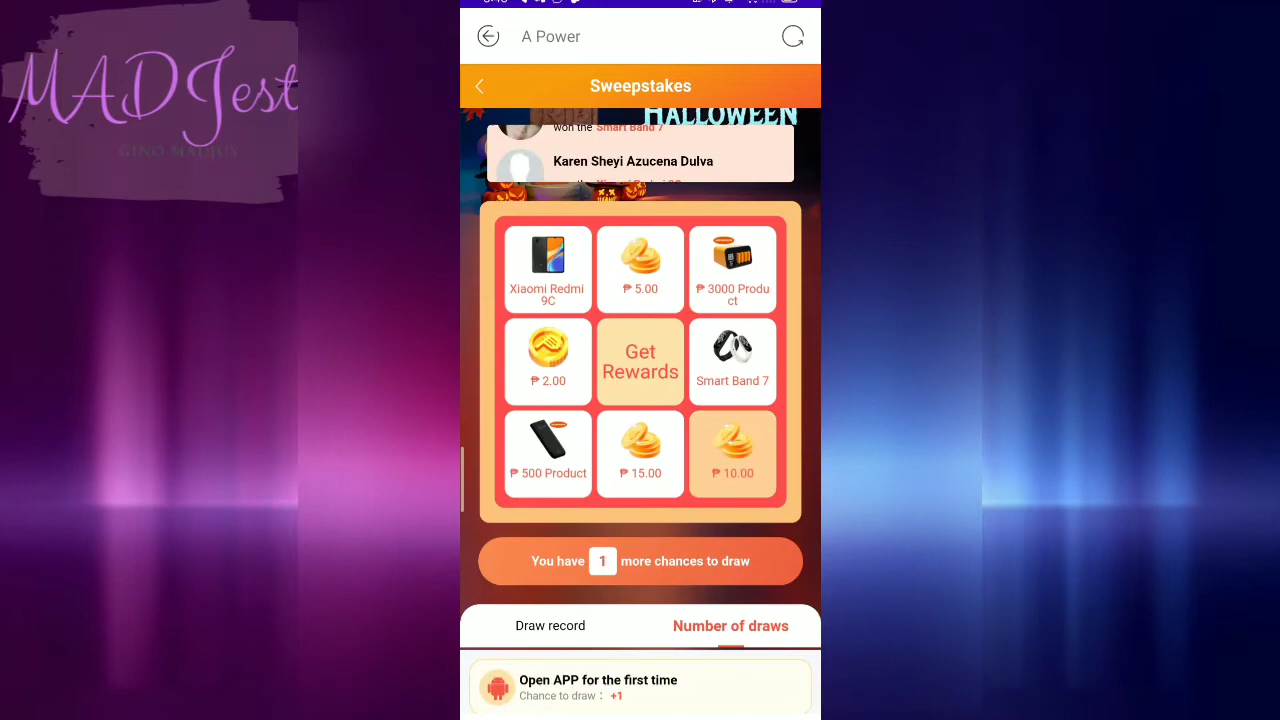 MADJest
GINO MADJUS
A Power
Sweepstakes
HALLOWEEN
won the Smart Band 7
Karen Sheyi Azucena Dulva
Xiaomi Redmi
9C
₱ 5.00
₱ 3000 Produ
ct
₱ 2.00
Get
Rewards
Smart Band 7
₱ 500 Product
₱ 15.00
₱ 10.00
You have 1 more chances to draw
Draw record
Number of draws
Open APP for the first time
Chance to draw： +1